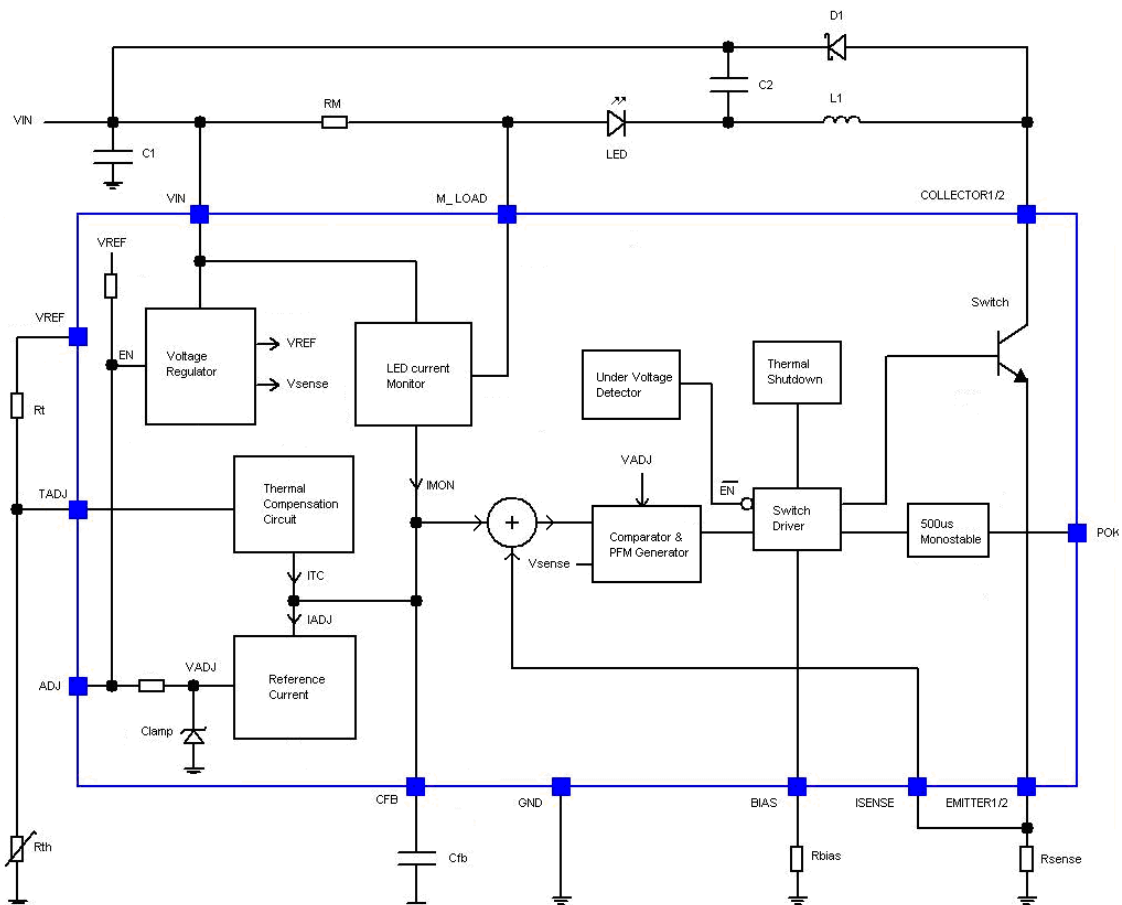 D1
C2
L1
RM
VIN
LED
C1
VIN
M_LOAD
COLLECTOR1/2
VREF
VREF
EN
Voltage
Regulator
VREF
Vsense
LED current
Monitor
Switch
Under Voltage
Detector
Thermal
Shutdown
Rt
TADJ
Thermal
Compensation
Circuit
IMON
VADJ
EN
+
Comparator &
PFM Generator
Switch
Driver
500us
Monostable
POK
Vsense
ITC
IADJ
ADJ
VADJ
Reference
Current
Clamp
CFB
GND
BIAS
ISENSE
EMITTER1/2
Rth
Cfb
Rbias
Rsense